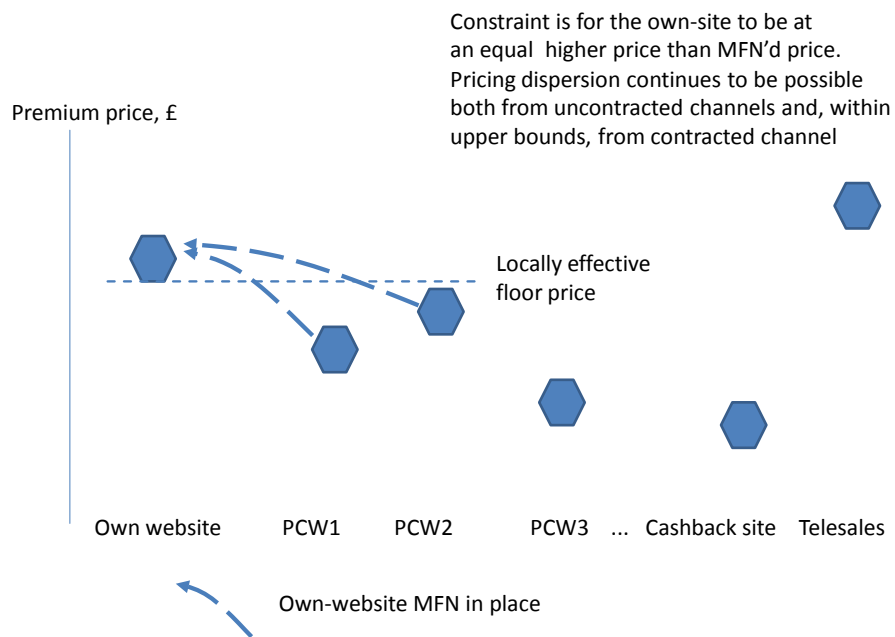 Constraint is for the own-site to be at
an equal  higher price than MFN’d price.
Pricing dispersion continues to be possible
both from uncontracted channels and, within
upper bounds, from contracted channel
Premium price, £
Locally effective
floor price
Own website PCW1 PCW2 PCW3 ... Cashback site Telesales
Own-website MFN in place